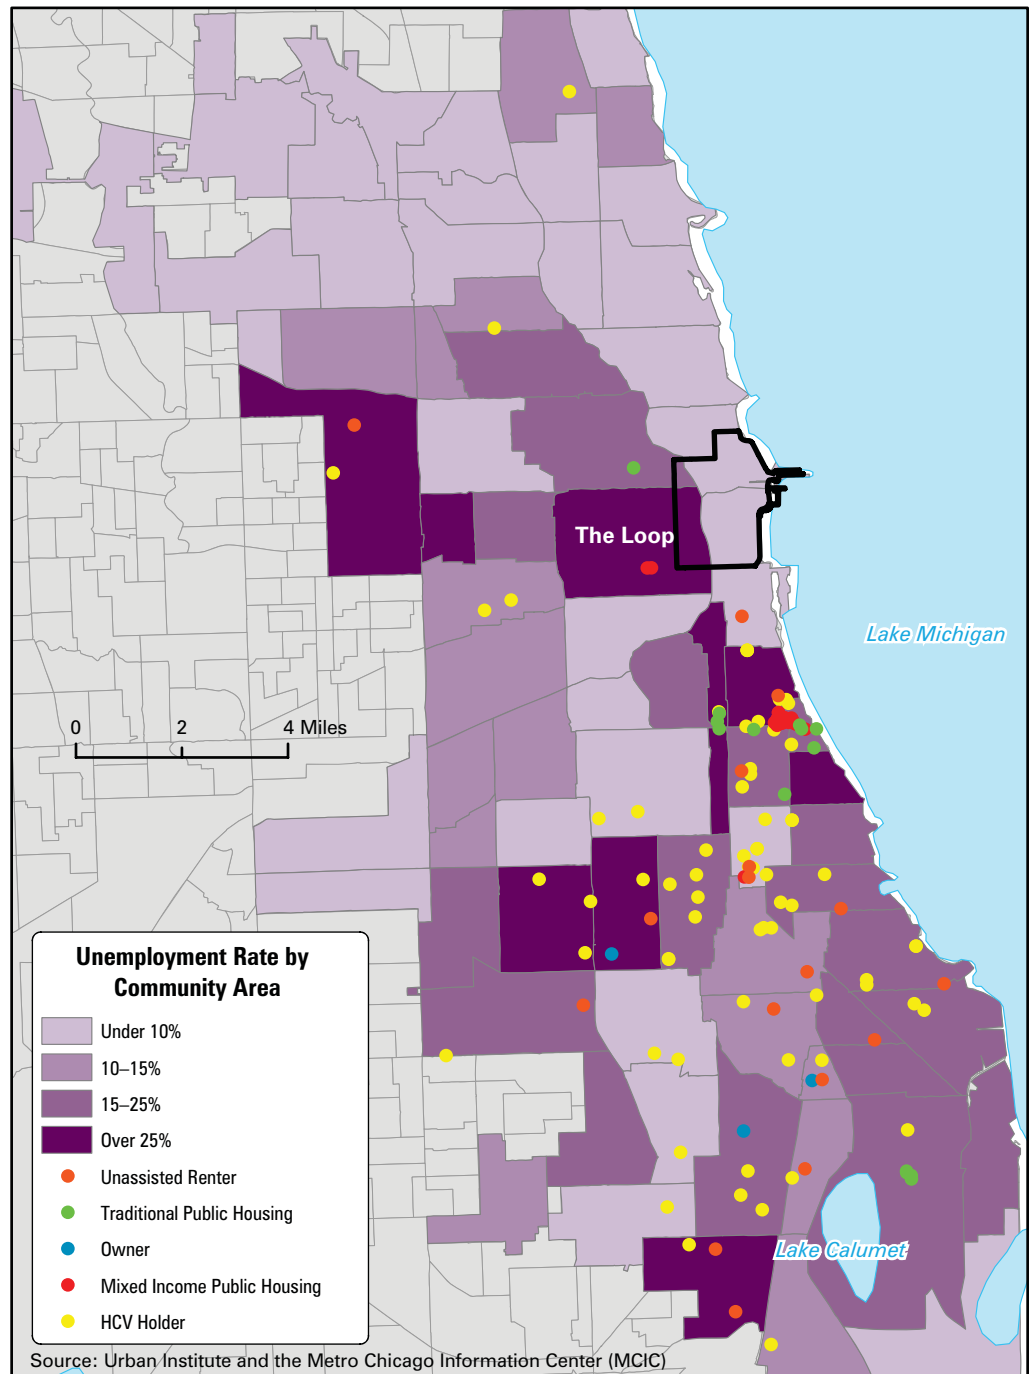 The Loop
Lake Michigan
0 2 4 Miles
Unemployment Rate by
Community Area
Under 10%
10–15%
15–25%
Over 25%
Unassisted Renter
Traditional Public Housing
Owner
Mixed Income Public Housing
HCV Holder
Lake Calumet
Source: Urban Institute and the Metro Chicago Information Center (MCIC)